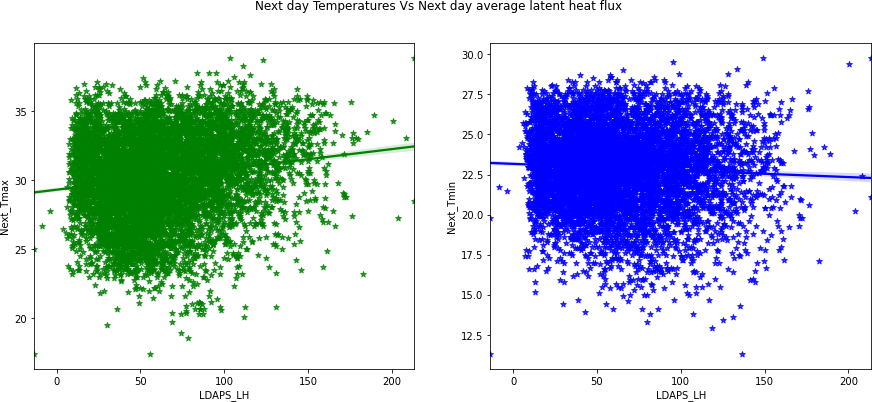 Next day Temperatures Vs Next day average latent heat flux
Next_Tmax
35
30
25
20
0 50 100 150 200
LDAPS_LH
Next_Tmin
30.0
27.5
25.0
22.5
20.0
17.5
15.0
12.5
0 50 100 150 200
LDAPS_LH